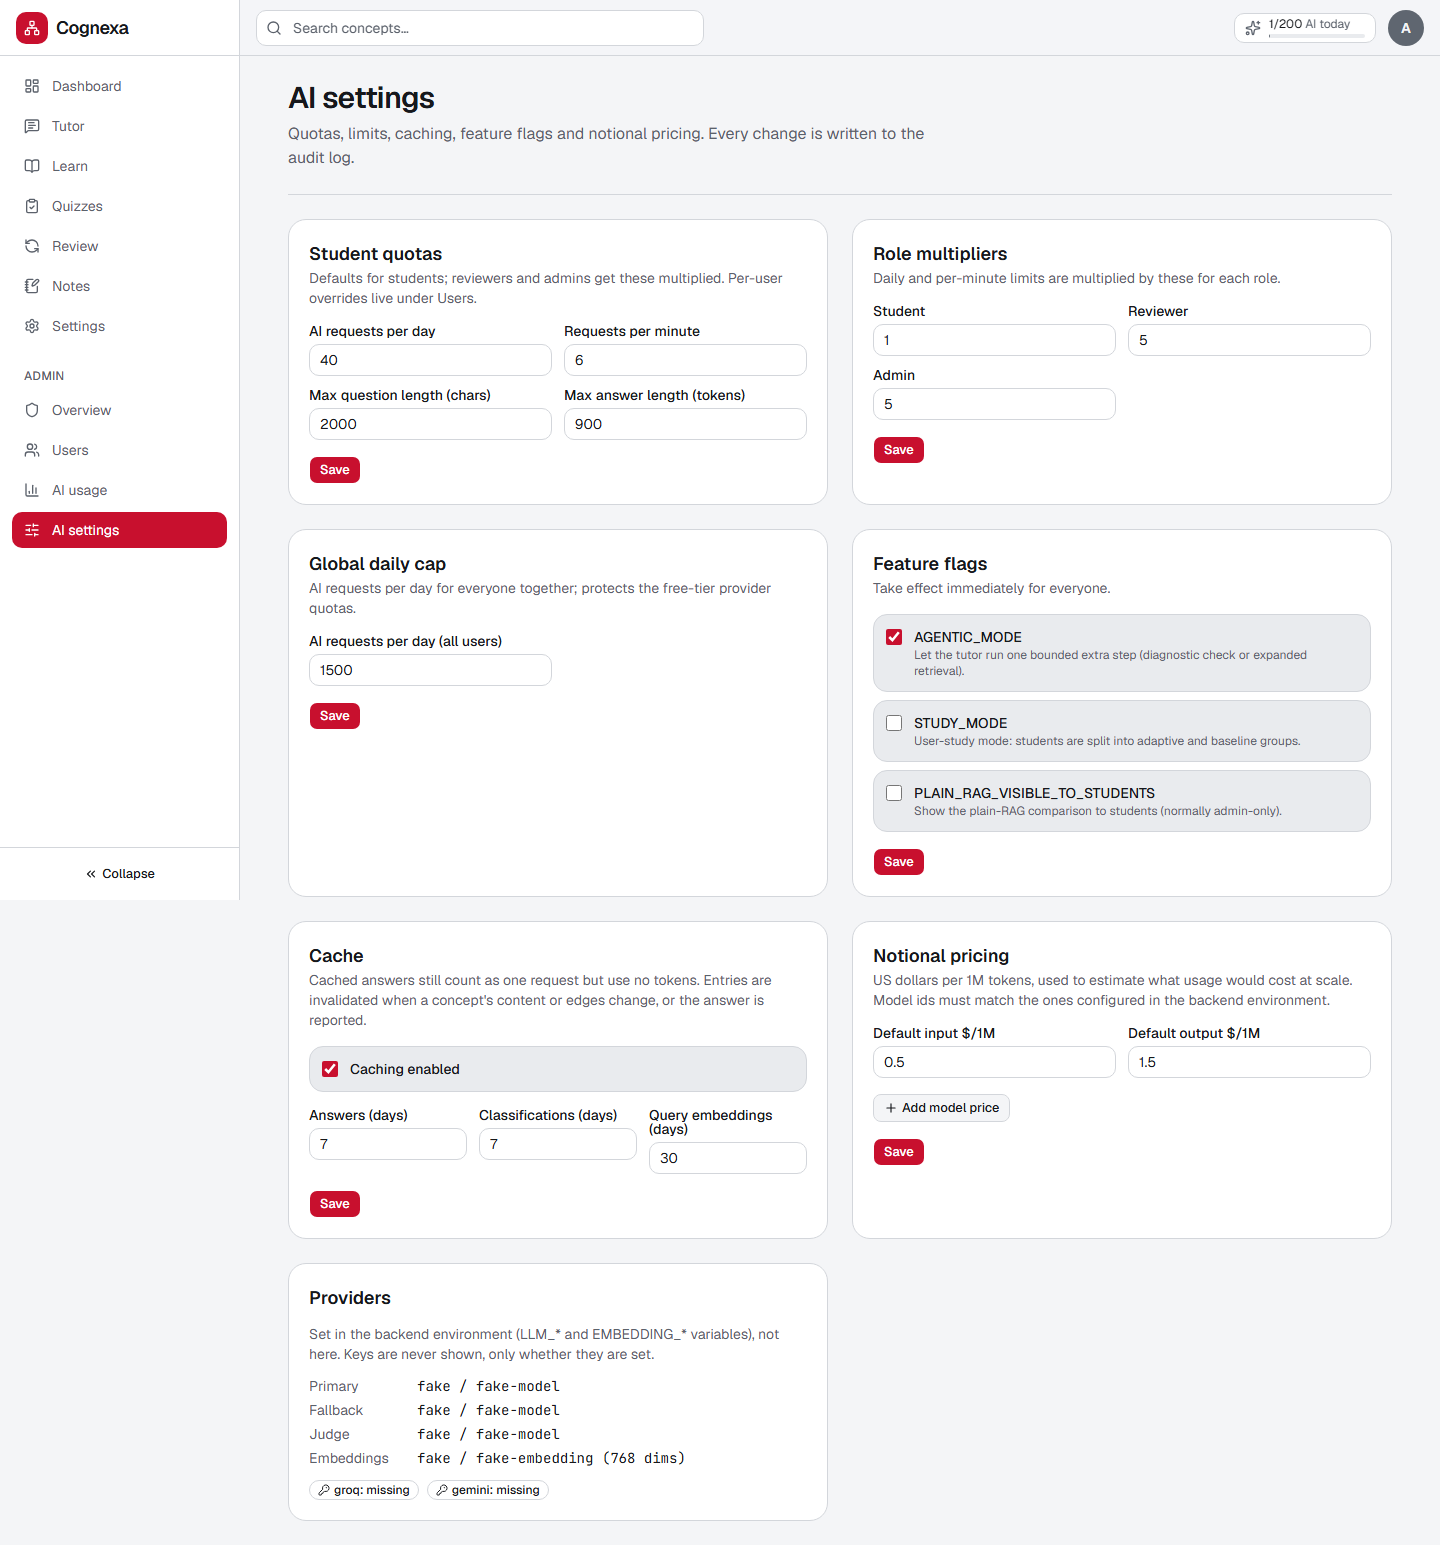 Cognexa
Search concepts...
1/200 AI today
A
Dashboard
Tutor
Learn
Quizzes
Review
Notes
Settings
ADMIN
Overview
Users
AI usage
AI settings
Collapse
AI settings
Quotas, limits, caching, feature flags and notional pricing. Every change is written to the
audit log.
Student quotas
Defaults for students; reviewers and admins get these multiplied. Per-user
overrides live under Users.
AI requests per day
Requests per minute
40
6
Max question length (chars)
Max answer length (tokens)
2000
900
Save
Role multipliers
Daily and per-minute limits are multiplied by these for each role.
Student
Reviewer
1
5
Admin
5
Save
Global daily cap
AI requests per day for everyone together; protects the free-tier provider
quotas.
AI requests per day (all users)
1500
Save
Feature flags
Take effect immediately for everyone.
AGENTIC_MODE
Let the tutor run one bounded extra step (diagnostic check or expanded
retrieval).
STUDY_MODE
User-study mode: students are split into adaptive and baseline groups.
PLAIN_RAG_VISIBLE_TO_STUDENTS
Show the plain-RAG comparison to students (normally admin-only).
Save
Cache
Cached answers still count as one request but use no tokens. Entries are
invalidated when a concept's content or edges change, or the answer is
reported.
Caching enabled
Answers (days)
Classifications (days)
Query embeddings
(days)
7
7
30
Save
Notional pricing
US dollars per 1M tokens, used to estimate what usage would cost at scale.
Model ids must match the ones configured in the backend environment.
Default input $/1M
Default output $/1M
0.5
1.5
Add model price
Save
Providers
Set in the backend environment (LLM_* and EMBEDDING_* variables), not
here. Keys are never shown, only whether they are set.
Primary fake / fake-model
Fallback fake / fake-model
Judge fake / fake-model
Embeddings fake / fake-embedding (768 dims)
groq: missing
gemini: missing